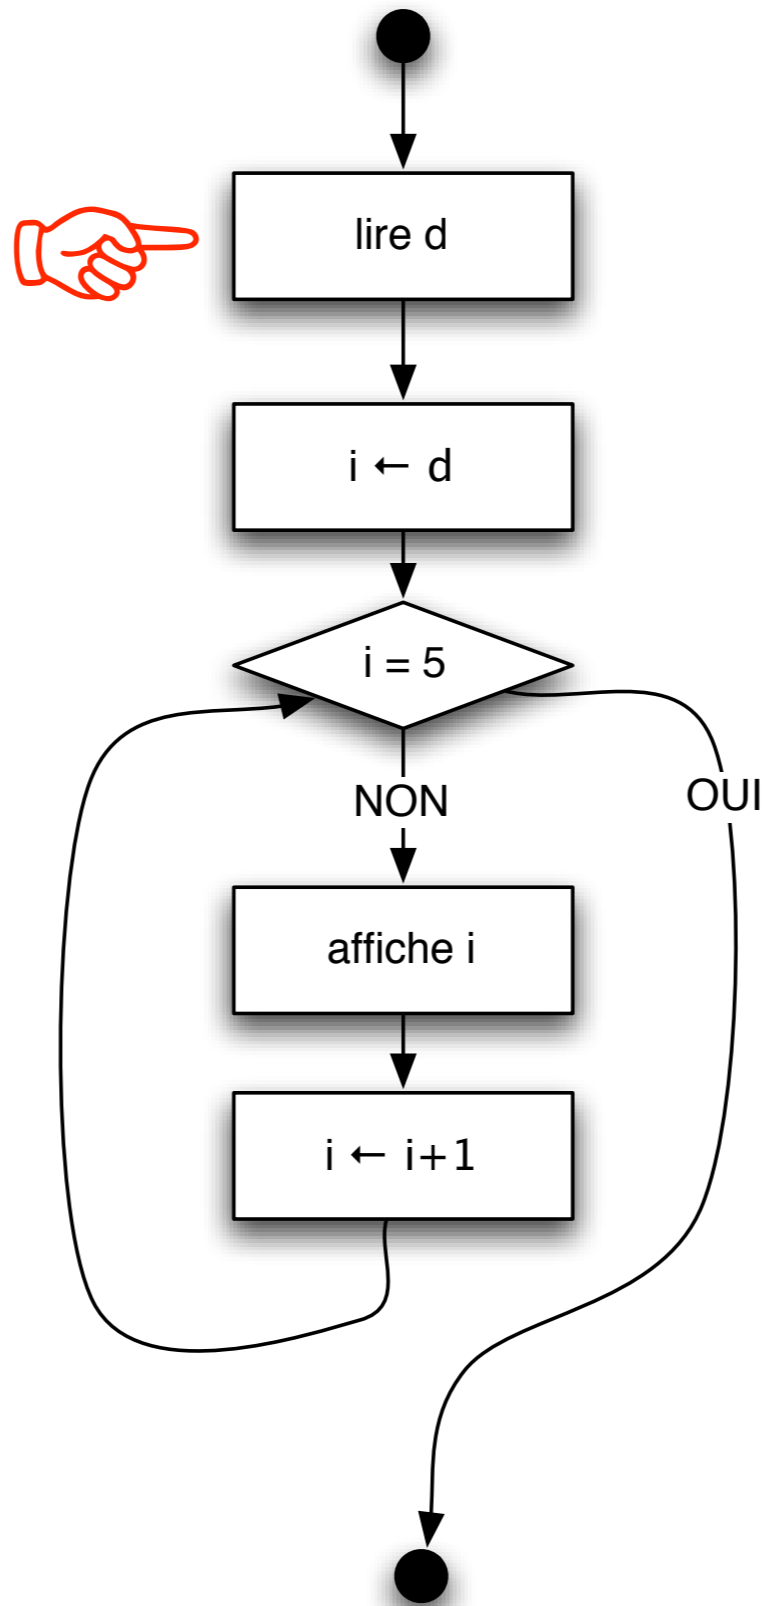 lire d
i ← d
i = 5
NON
OUI
affiche i
i ← i+1